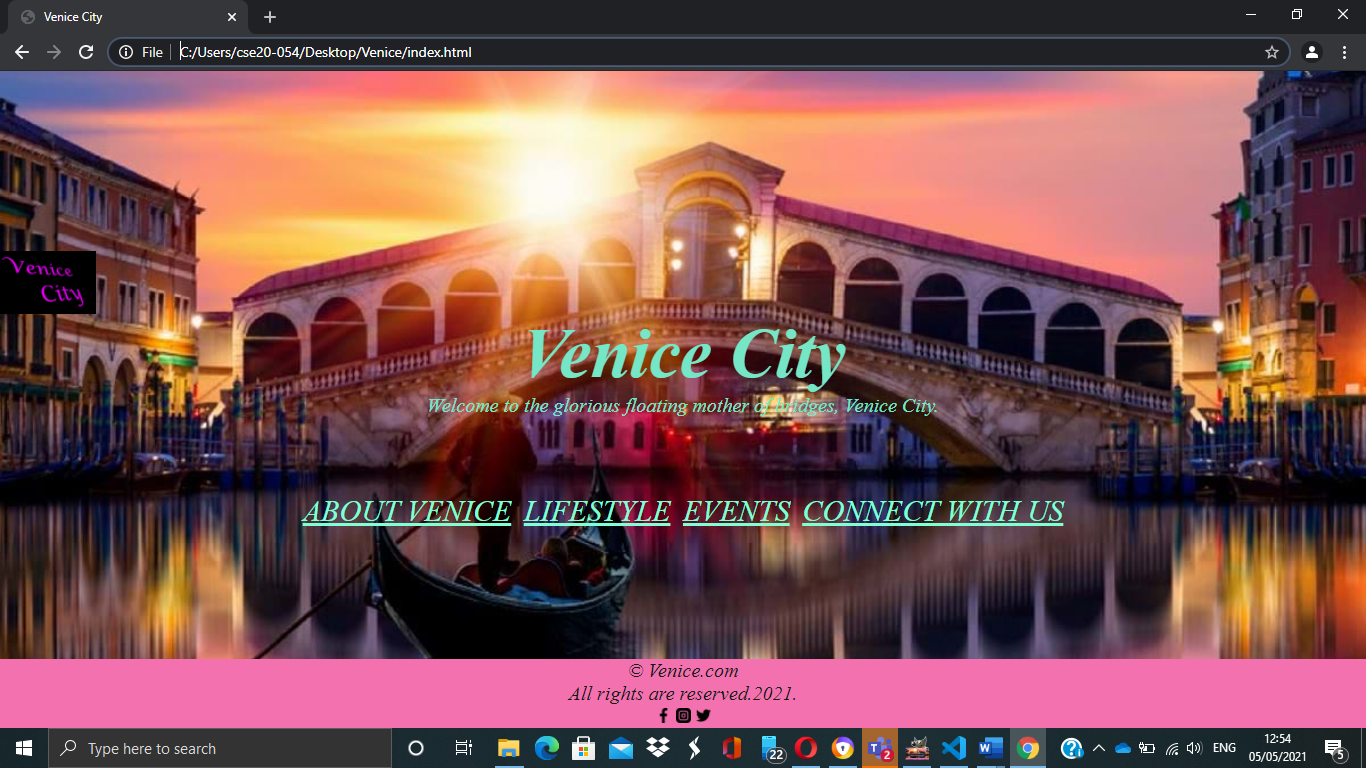 Venice City
File
C:/Users/cse20-054/Desktop/Venice/index.html
Venice
City
Venice City
Welcome to the glorious floating mother of bridges, Venice City.
ABOUT VENICE LIFESTYLE EVENTS CONNECT WITH US
© Venice.com
All rights are reserved.2021.
Type here to search
22
2
ENG
12:54
05/05/2021
5